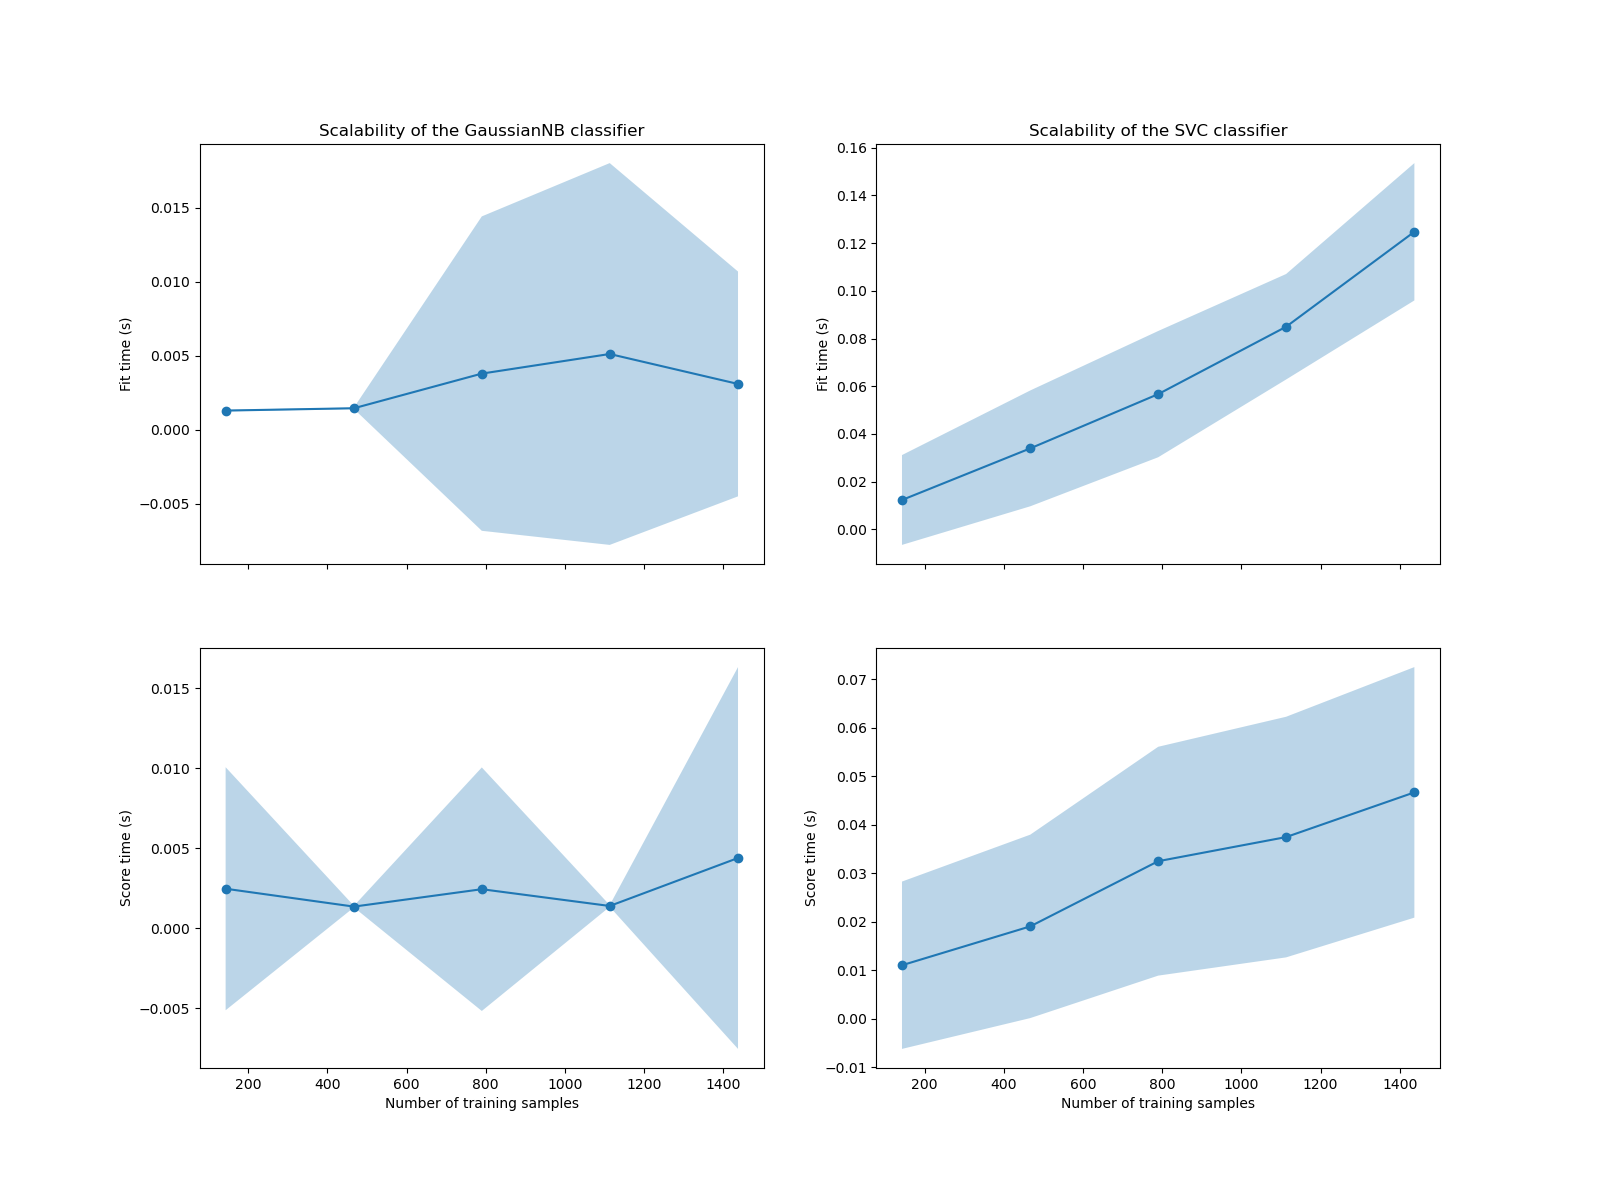 Scalability of the GaussianNB classifier
0.015
0.010
0.005
0.000
−0.005
Fit time (s)
Scalability of the SVC classifier
0.16
0.14
0.12
0.10
0.08
0.06
0.04
0.02
0.00
Fit time (s)
0.015
0.010
0.005
0.000
−0.005
Score time (s)
200 400 600 800 1000 1200 1400
Number of training samples
0.07
0.06
0.05
0.04
0.03
0.02
0.01
0.00
−0.01
Score time (s)
200 400 600 800 1000 1200 1400
Number of training samples